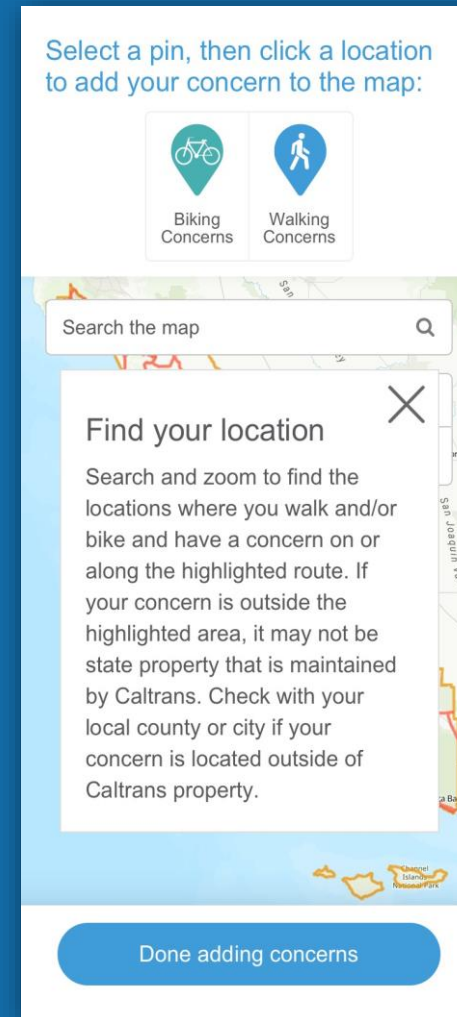 Select a pin, then click a location
to add your concern to the map:
Biking
Concerns
Walking
Concerns
San
Search the map
Find your location
Search and zoom to find the
locations where you walk and/or
bike and have a concern on or
along the highlighted route. If
your concern is outside the
highlighted area, it may not be
state property that is maintained
by Caltrans. Check with your
local county or city if your
concern is located outside of
Caltrans property.
San Joaquin
Channel
Islands
National Park
Done adding concerns